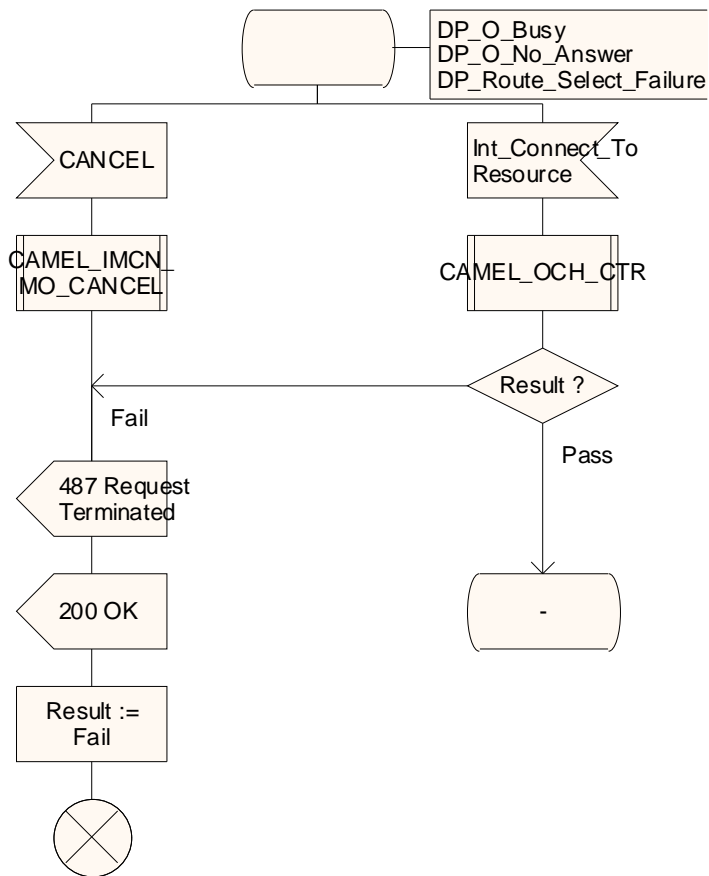 DP_O_Busy
DP_O_No_Answer
DP_Route_Select_Failure
CANCEL
Int_Connect_To
Resource
CAMEL_IMCN_
MO_CANCEL
CAMEL_OCH_CTR
Result ?
Fail
Pass
487 Request
Terminated
200 OK
-
Result :=
Fail